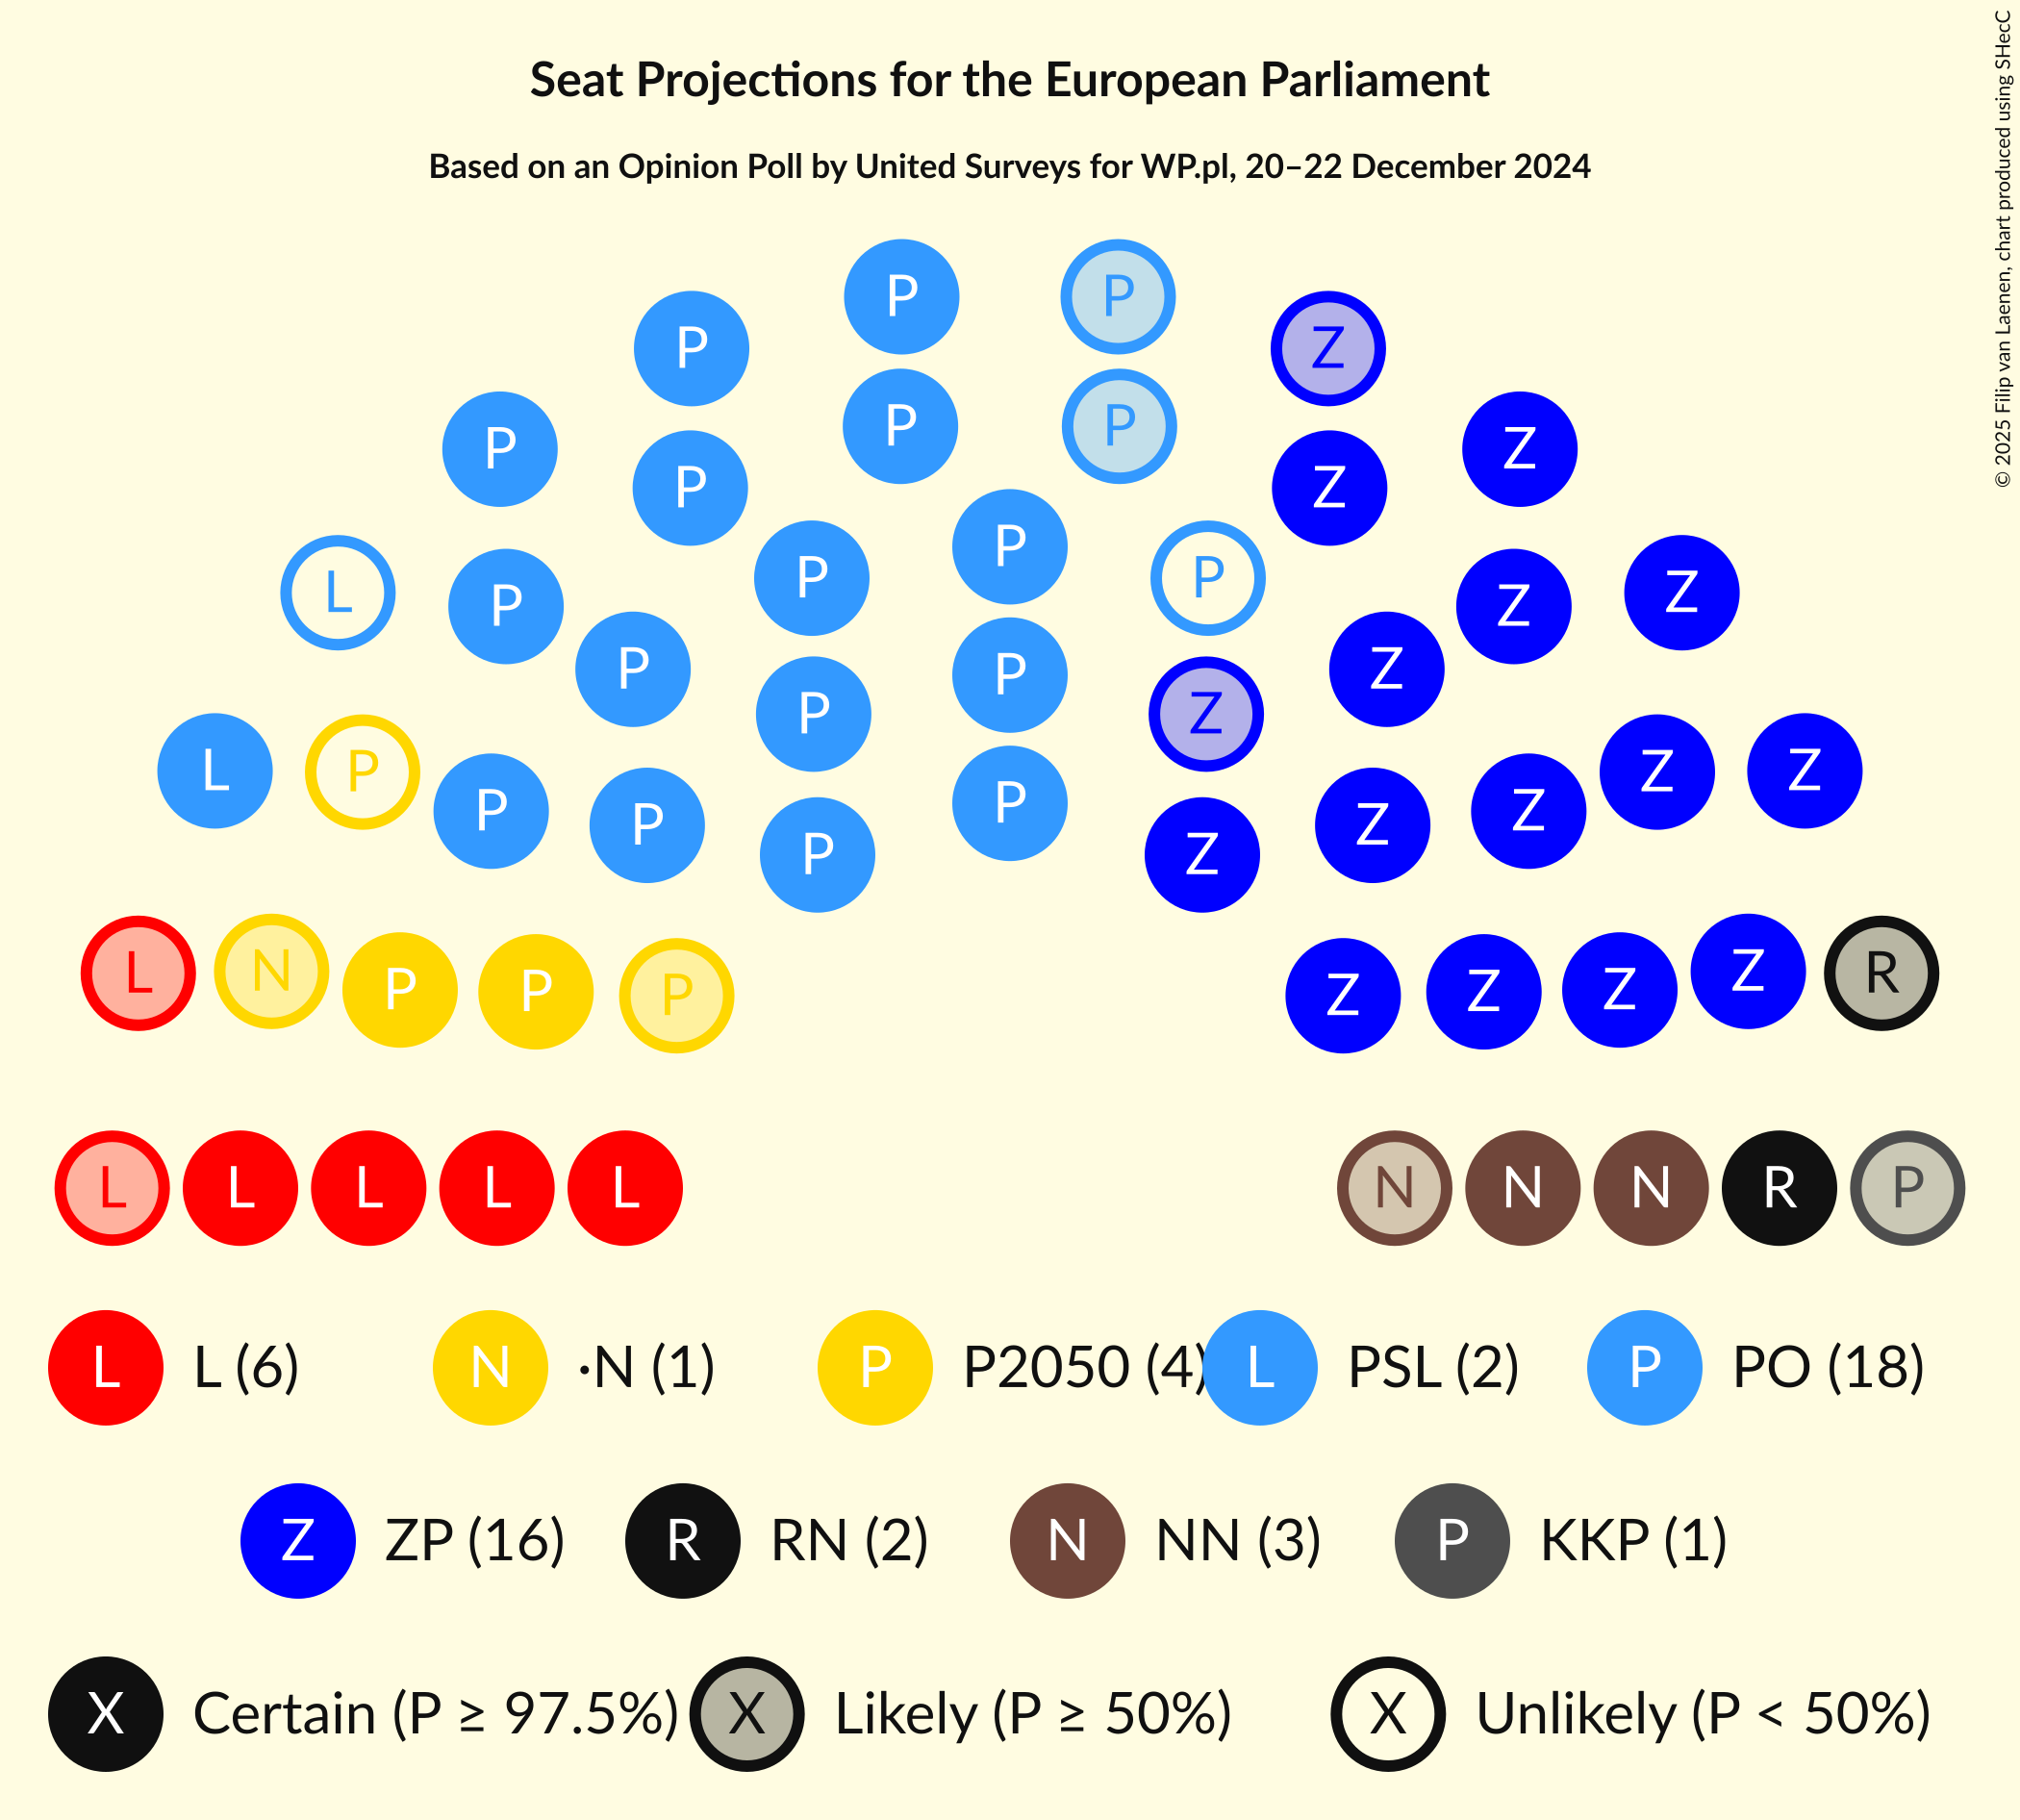 Seat Projections for the European Parliament
Based on an Opinion Poll by United Surveys for WP.pl, 20–22 December 2024
© 2025 Filip van Laenen, chart produced using SHecC
P P
P Z
P P
P Z
P Z
P P
L Z
P Z
P P
P Z
P Z
L P Z Z
P Z
P P Z
P Z
L N P P P Z Z Z Z R
L L L L L N N N R P
L L (6) N ·N (1) P P2050 (4) L PSL (2) P PO (18)
Z ZP (16) R RN (2) N NN (3) P KKP (1)
X Certain (P ≥ 97.5%) X Likely (P ≥ 50%) X Unlikely (P < 50%)